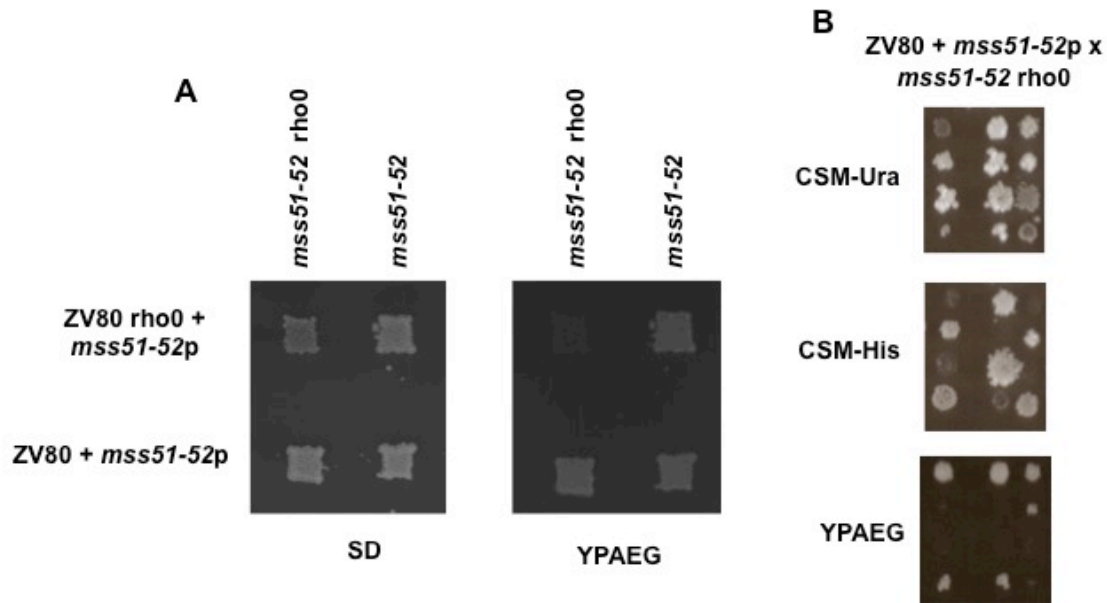 A
mss51-52 rho0
mss51-52
mss51-52 rho0
mss51-52
ZV80 rho0 +
mss51-52p
ZV80 + mss51-52p
SD
YPAEG
B
ZV80 + mss51-52p x
mss51-52 rho0
CSM-Ura
CSM-His
YPAEG